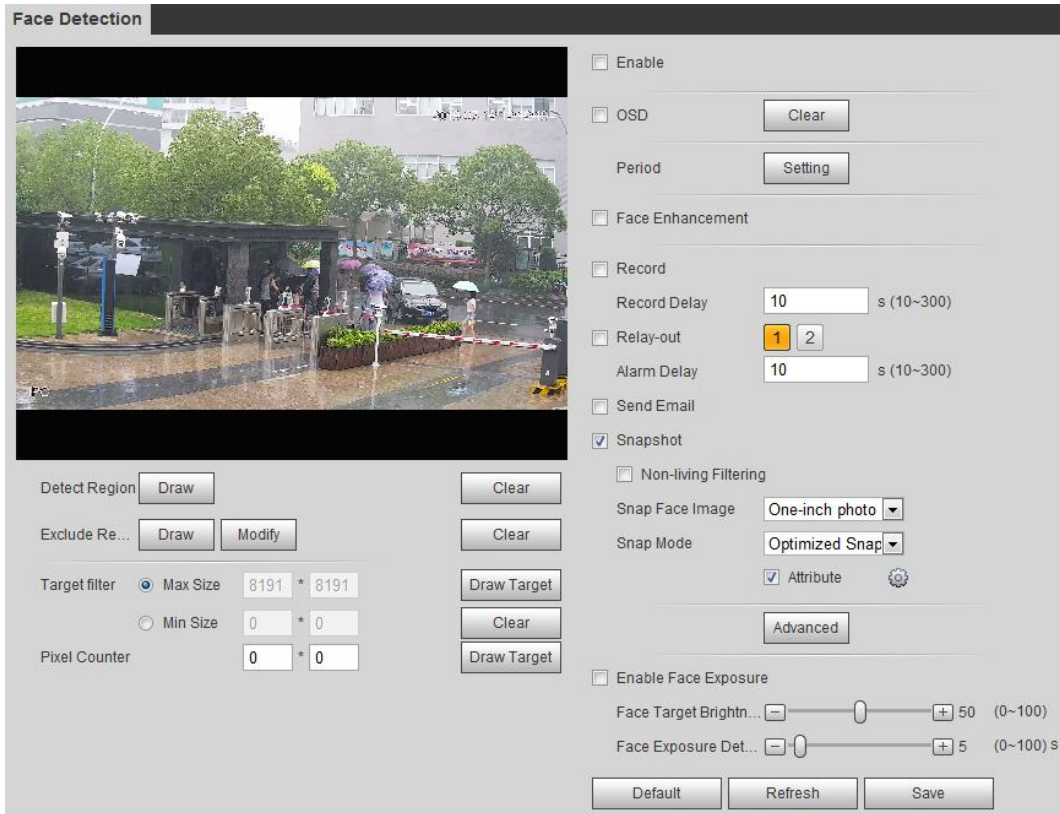 Face Detection
Enable
OSD Clear
Period Setting
Face Enhancement
Record
Record Delay 10 s (10~300)
Relay-out 1 2
Alarm Delay 10 s (10~300)
Send Email
Snapshot
Non-living Filtering
Snap Face Image One-inch photo
Snap Mode Optimized Snap
Attribute
Advanced
Enable Face Exposure
Face Target Brightn... 50 (0~100)
Face Exposure Det... 5 (0~100) s
Default Refresh Save
Detect Region Draw Clear
Exclude Re... Draw Modify Clear
Target filter Max Size 8191 * 8191 Draw Target
Min Size 0 * 0 Clear
Pixel Counter 0 * 0 Draw Target